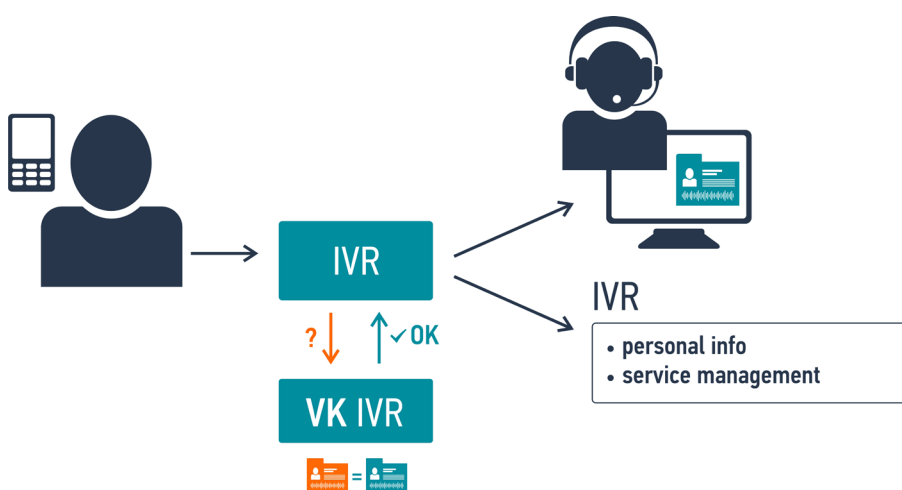 IVR
? ✓OK
VK IVR
=
IVR
• personal info
• service management